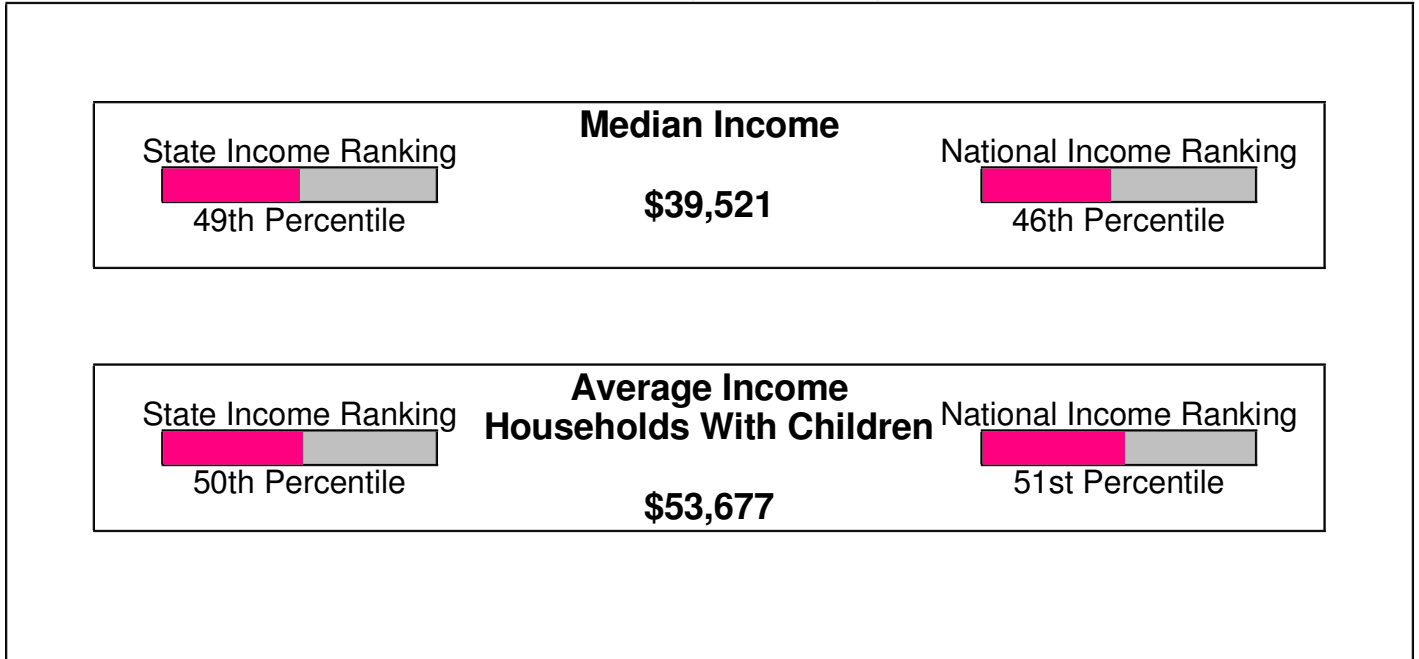 Median Income
State Income Ranking
National Income Ranking
$39,521
49th Percentile
46th Percentile
Average Income
State Income Ranking
Households With Children
National Income Ranking
50th Percentile
51st Percentile
$53,677